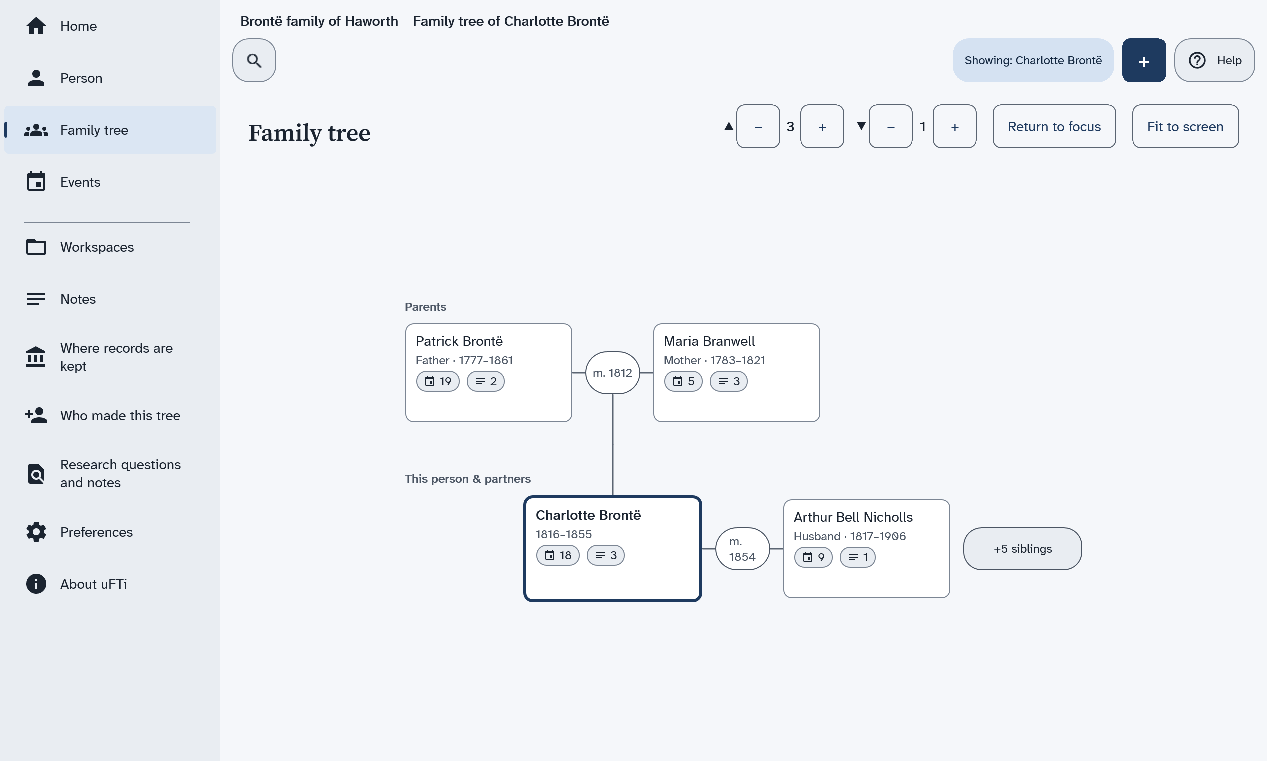 Home
Person
Family tree
Events
Workspaces
Notes
Where records are
kept
Who made this tree
Research questions
and notes
Preferences
About uFTi
Brontë family of Haworth Family tree of Charlotte Brontë
Showing: Charlotte Brontë
+
Help
Family tree
▲ − 3 + ▼ − 1 +
Return to focus
Fit to screen
Parents
Patrick Brontë
Father · 1777–1861
19 2
m. 1812
Maria Branwell
Mother · 1783–1821
5 3
This person & partners
Charlotte Brontë
1816–1855
18 3
m.
1854
Arthur Bell Nicholls
Husband · 1817–1906
9 1
+5 siblings